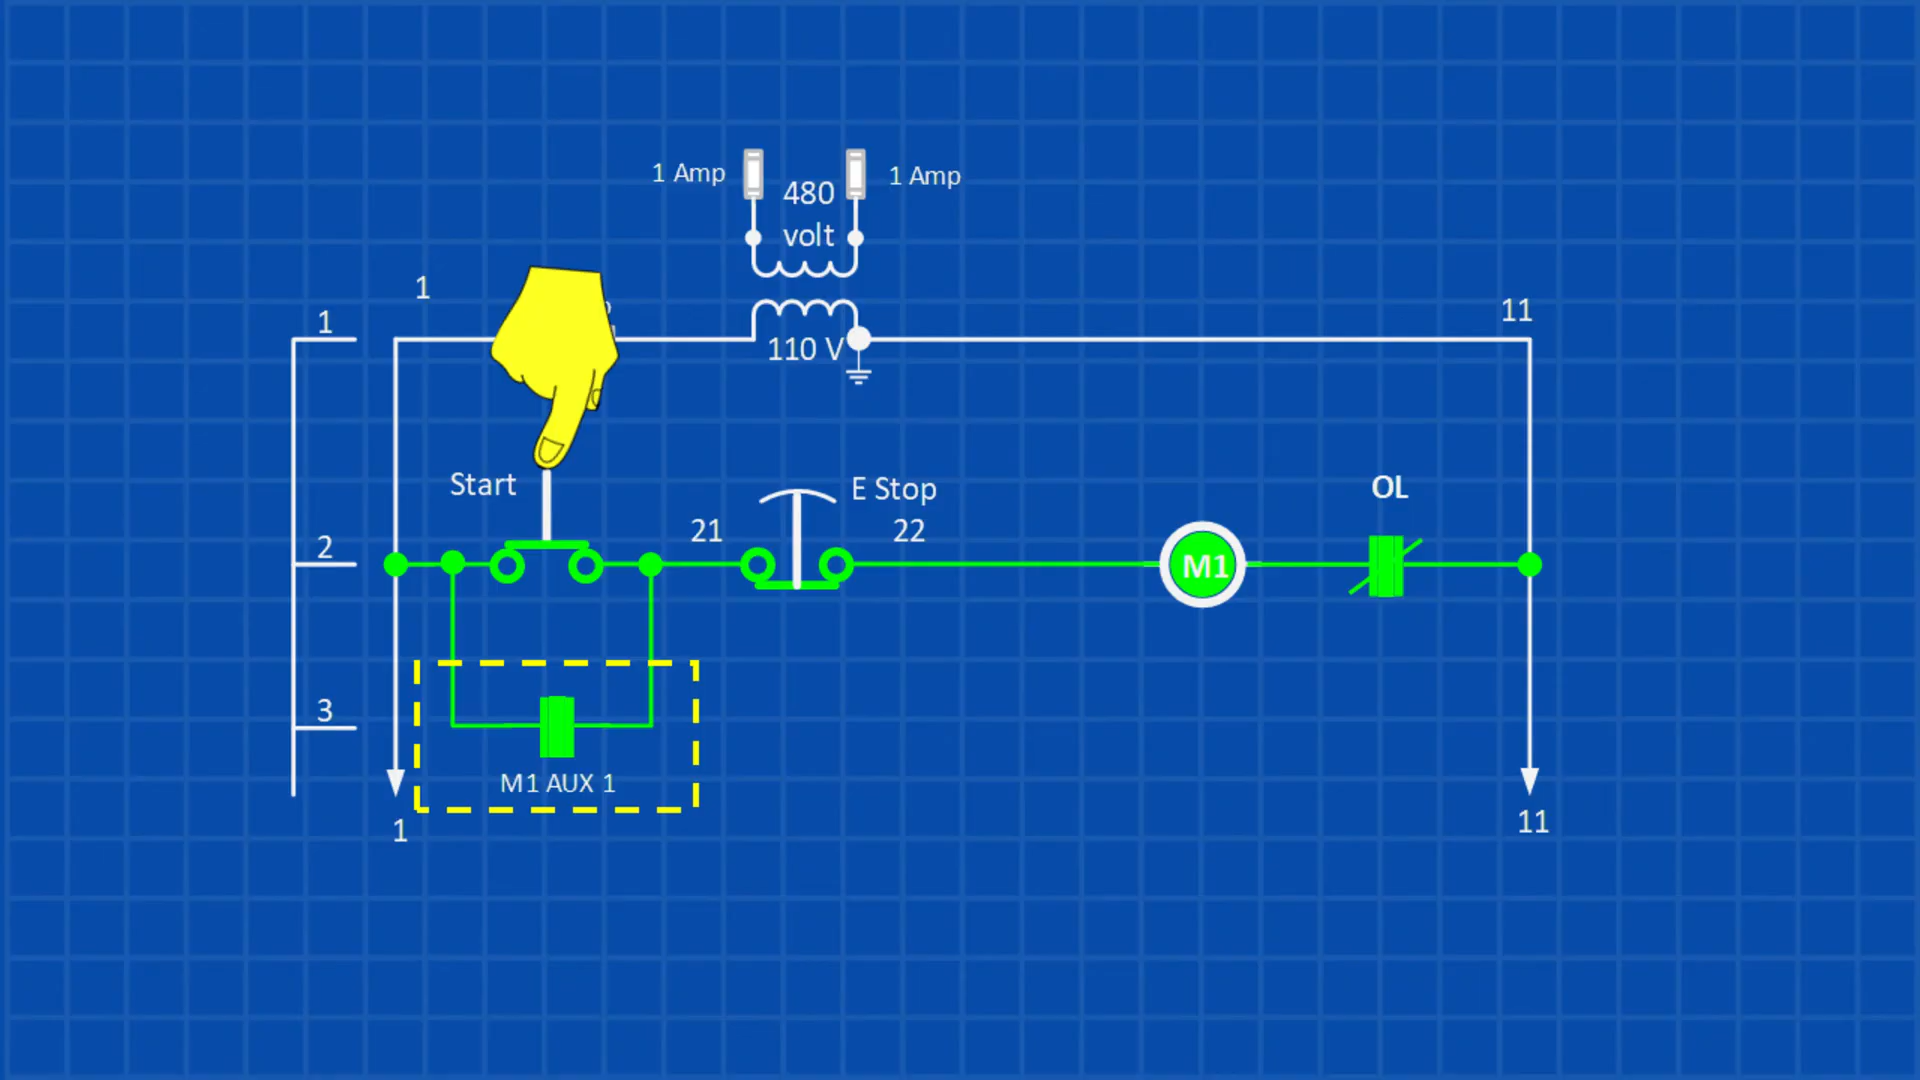 1 Amp
480
volt
1 Amp
1
1
11
110 V
Start
E Stop
OL
2
21
22
M1
3
M1 AUX 1
1
11